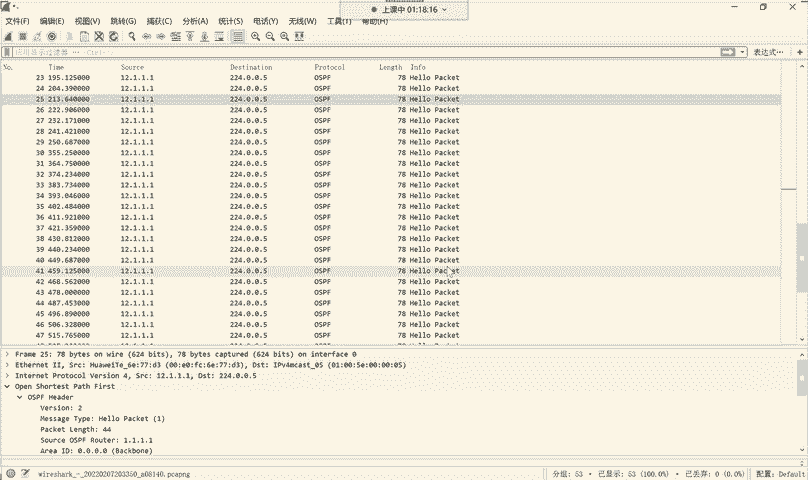 上课中 01:18:16
文件(F) 编辑(E) 视图(V) 跳转(G) 捕获(C) 分析(A) 统计(S) 电话(Y) 无线(W) 工具(T) 帮助(H)
应用显示过滤器 … <Ctrl-/> 表达式…
No. Time Source Destination Protocol Length Info
23 195.125000 12.1.1.1 224.0.0.5 OSPF 78 Hello Packet
24 204.390000 12.1.1.1 224.0.0.5 OSPF 78 Hello Packet
25 213.640000 12.1.1.1 224.0.0.5 OSPF 78 Hello Packet
26 222.906000 12.1.1.1 224.0.0.5 OSPF 78 Hello Packet
27 232.171000 12.1.1.1 224.0.0.5 OSPF 78 Hello Packet
28 241.421000 12.1.1.1 224.0.0.5 OSPF 78 Hello Packet
29 250.687000 12.1.1.1 224.0.0.5 OSPF 78 Hello Packet
30 355.250000 12.1.1.1 224.0.0.5 OSPF 78 Hello Packet
31 364.750000 12.1.1.1 224.0.0.5 OSPF 78 Hello Packet
32 374.234000 12.1.1.1 224.0.0.5 OSPF 78 Hello Packet
33 383.734000 12.1.1.1 224.0.0.5 OSPF 78 Hello Packet
34 393.046000 12.1.1.1 224.0.0.5 OSPF 78 Hello Packet
35 402.484000 12.1.1.1 224.0.0.5 OSPF 78 Hello Packet
36 411.921000 12.1.1.1 224.0.0.5 OSPF 78 Hello Packet
37 421.359000 12.1.1.1 224.0.0.5 OSPF 78 Hello Packet
38 430.812000 12.1.1.1 224.0.0.5 OSPF 78 Hello Packet
39 440.234000 12.1.1.1 224.0.0.5 OSPF 78 Hello Packet
40 449.687000 12.1.1.1 224.0.0.5 OSPF 78 Hello Packet
41 459.125000 12.1.1.1 224.0.0.5 OSPF 78 Hello Packet
42 468.562000 12.1.1.1 224.0.0.5 OSPF 78 Hello Packet
43 478.000000 12.1.1.1 224.0.0.5 OSPF 78 Hello Packet
44 487.453000 12.1.1.1 224.0.0.5 OSPF 78 Hello Packet
45 496.890000 12.1.1.1 224.0.0.5 OSPF 78 Hello Packet
46 506.328000 12.1.1.1 224.0.0.5 OSPF 78 Hello Packet
47 515.765000 12.1.1.1 224.0.0.5 OSPF 78 Hello Packet
Frame 25: 78 bytes on wire (624 bits), 78 bytes captured (624 bits) on interface 0
Ethernet II, Src: HuaweiTe_6e:77:d3 (00:e0:fc:6e:77:d3), Dst: IPv4mcast_05 (01:00:5e:00:00:05)
Internet Protocol Version 4, Src: 12.1.1.1, Dst: 224.0.0.5
Open Shortest Path First
OSPF Header
Version: 2
Message Type: Hello Packet (1)
Packet Length: 44
Source OSPF Router: 1.1.1.1
Area ID: 0.0.0.0 (Backbone)
wireshark_-_20220207203350_a08140.pcapng 分组: 53 • 已显示: 53 (100.0%) • 已丢弃: 0 (0.0%) 配置: Default